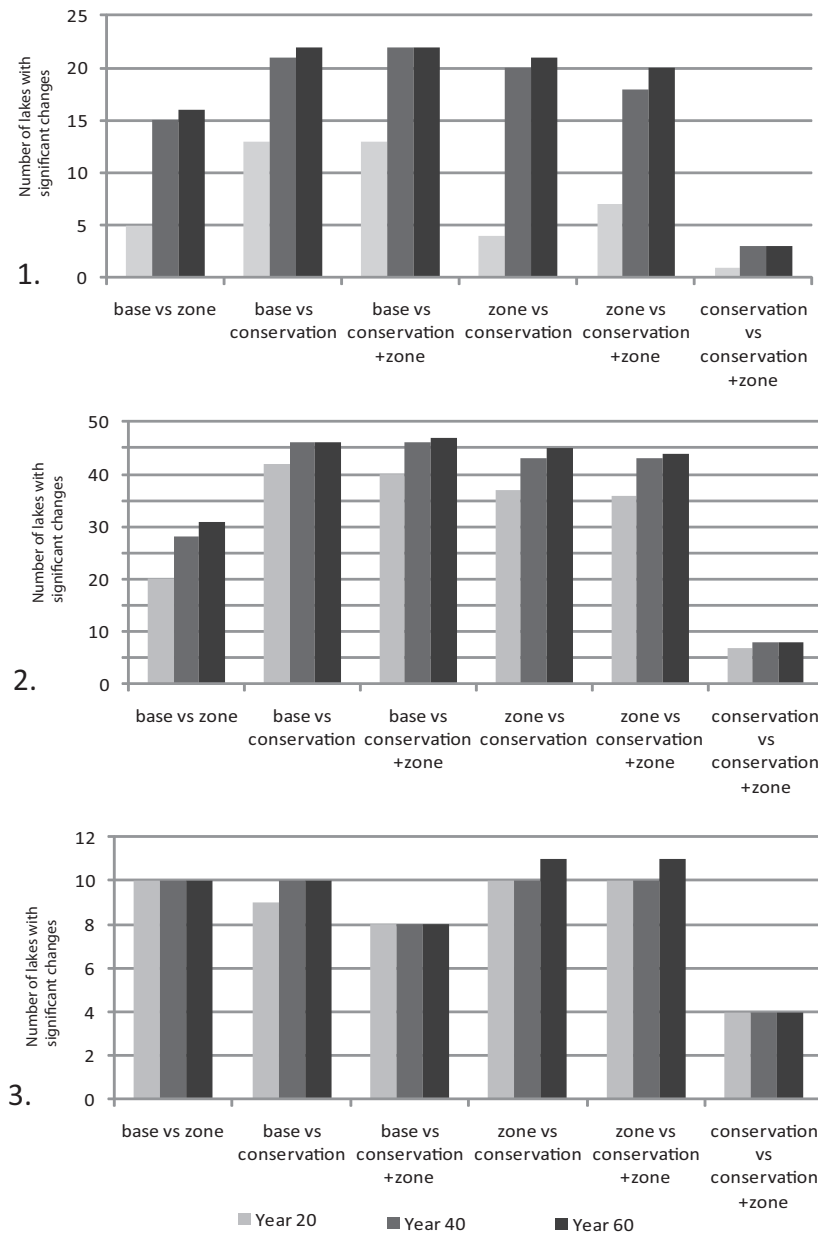 Number of lakes with
significant changes
25
20
15
10
5
0
1.
base vs zone
base vs
conservation
base vs
conservation
+zone
zone vs
conservation
zone vs
conservation
+zone
conservation
vs
conservation
+zone
Number of lakes with
significant changes
50
40
30
20
10
0
2.
base vs zone
base vs
conservation
base vs
conservation
+zone
zone vs
conservation
zone vs
conservation
+zone
conservation
vs
conservation
+zone
Number of lakes with
significant changes
12
10
8
6
4
2
0
3.
base vs zone
base vs
conservation
base vs
conservation
+zone
zone vs
conservation
zone vs
conservation
+zone
conservation
vs
conservation
+zone
Year 20
Year 40
Year 60